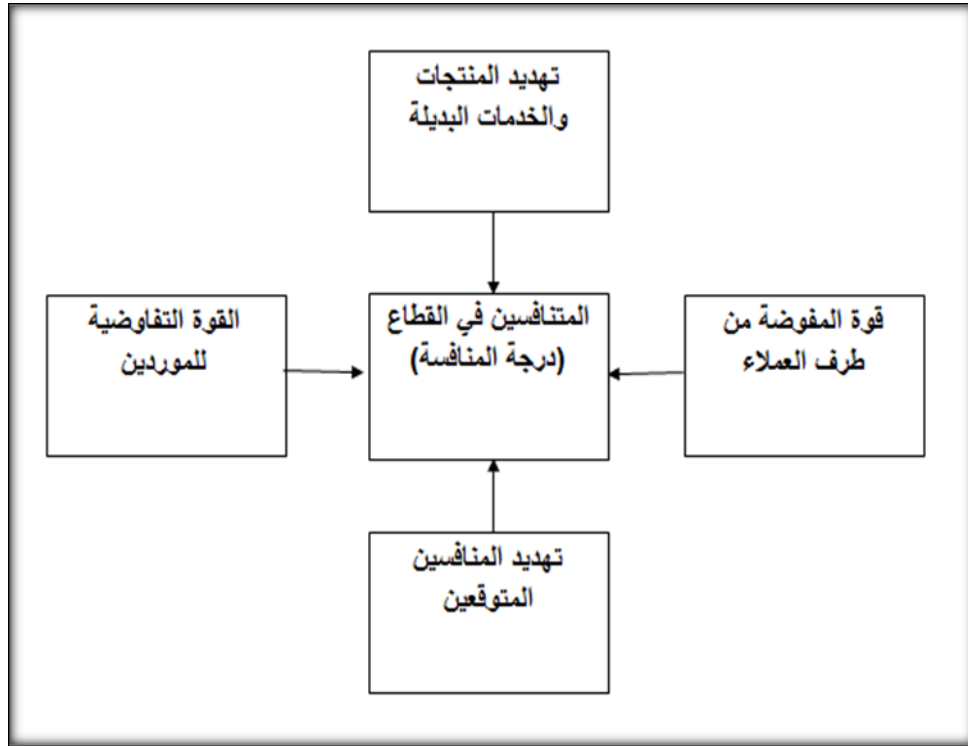 تهديد المنتجات
والخدمات البديلة
قوة المفوضة من
طرف العملاء
المتنافسين في القطاع
(درجة المنافسة)
القوة التفاوضية
للموردين
تهديد المنافسين
المتوقعين